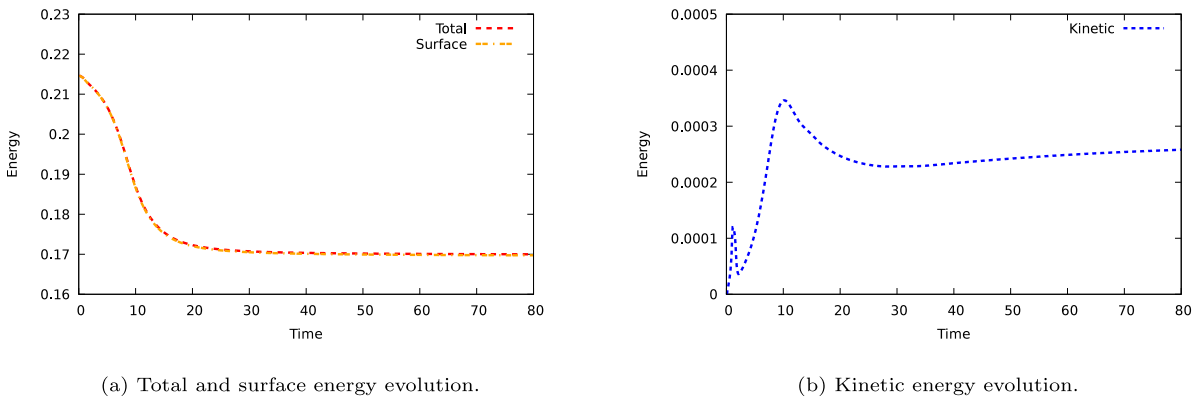 0.23
0.22
0.21
0.2
0.19
0.18
0.17
0.16
Energy
0 10 20 30 40 50 60 70 80
Time
Total
Surface
(a) Total and surface energy evolution.
0.0005
0.0004
0.0003
0.0002
0.0001
0
Energy
0 10 20 30 40 50 60 70 80
Time
Kinetic
(b) Kinetic energy evolution.